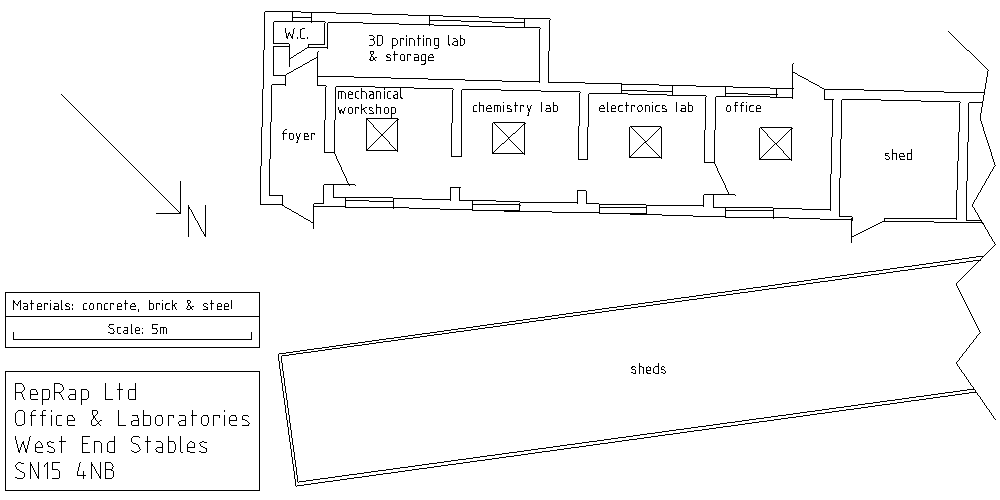 W.C.
3D printing lab
& storage
mechanical
workshop
chemistry lab
electronics lab
office
foyer
shed
N
Materials: concrete, brick & steel
Scale: 5m
sheds
RepRap Ltd
Office & Laboratories
West End Stables
SN15 4NB